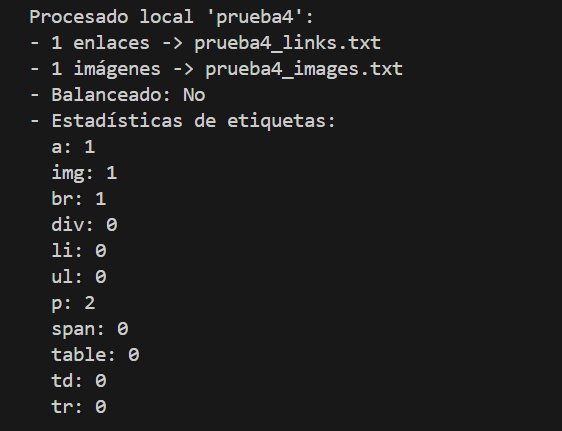 Procesado local 'prueba4':
- 1 enlaces -> prueba4_links.txt
- 1 imágenes -> prueba4_images.txt
- Balanceado: No
- Estadísticas de etiquetas:
a: 1
img: 1
br: 1
div: 0
li: 0
ul: 0
p: 2
span: 0
table: 0
td: 0
tr: 0